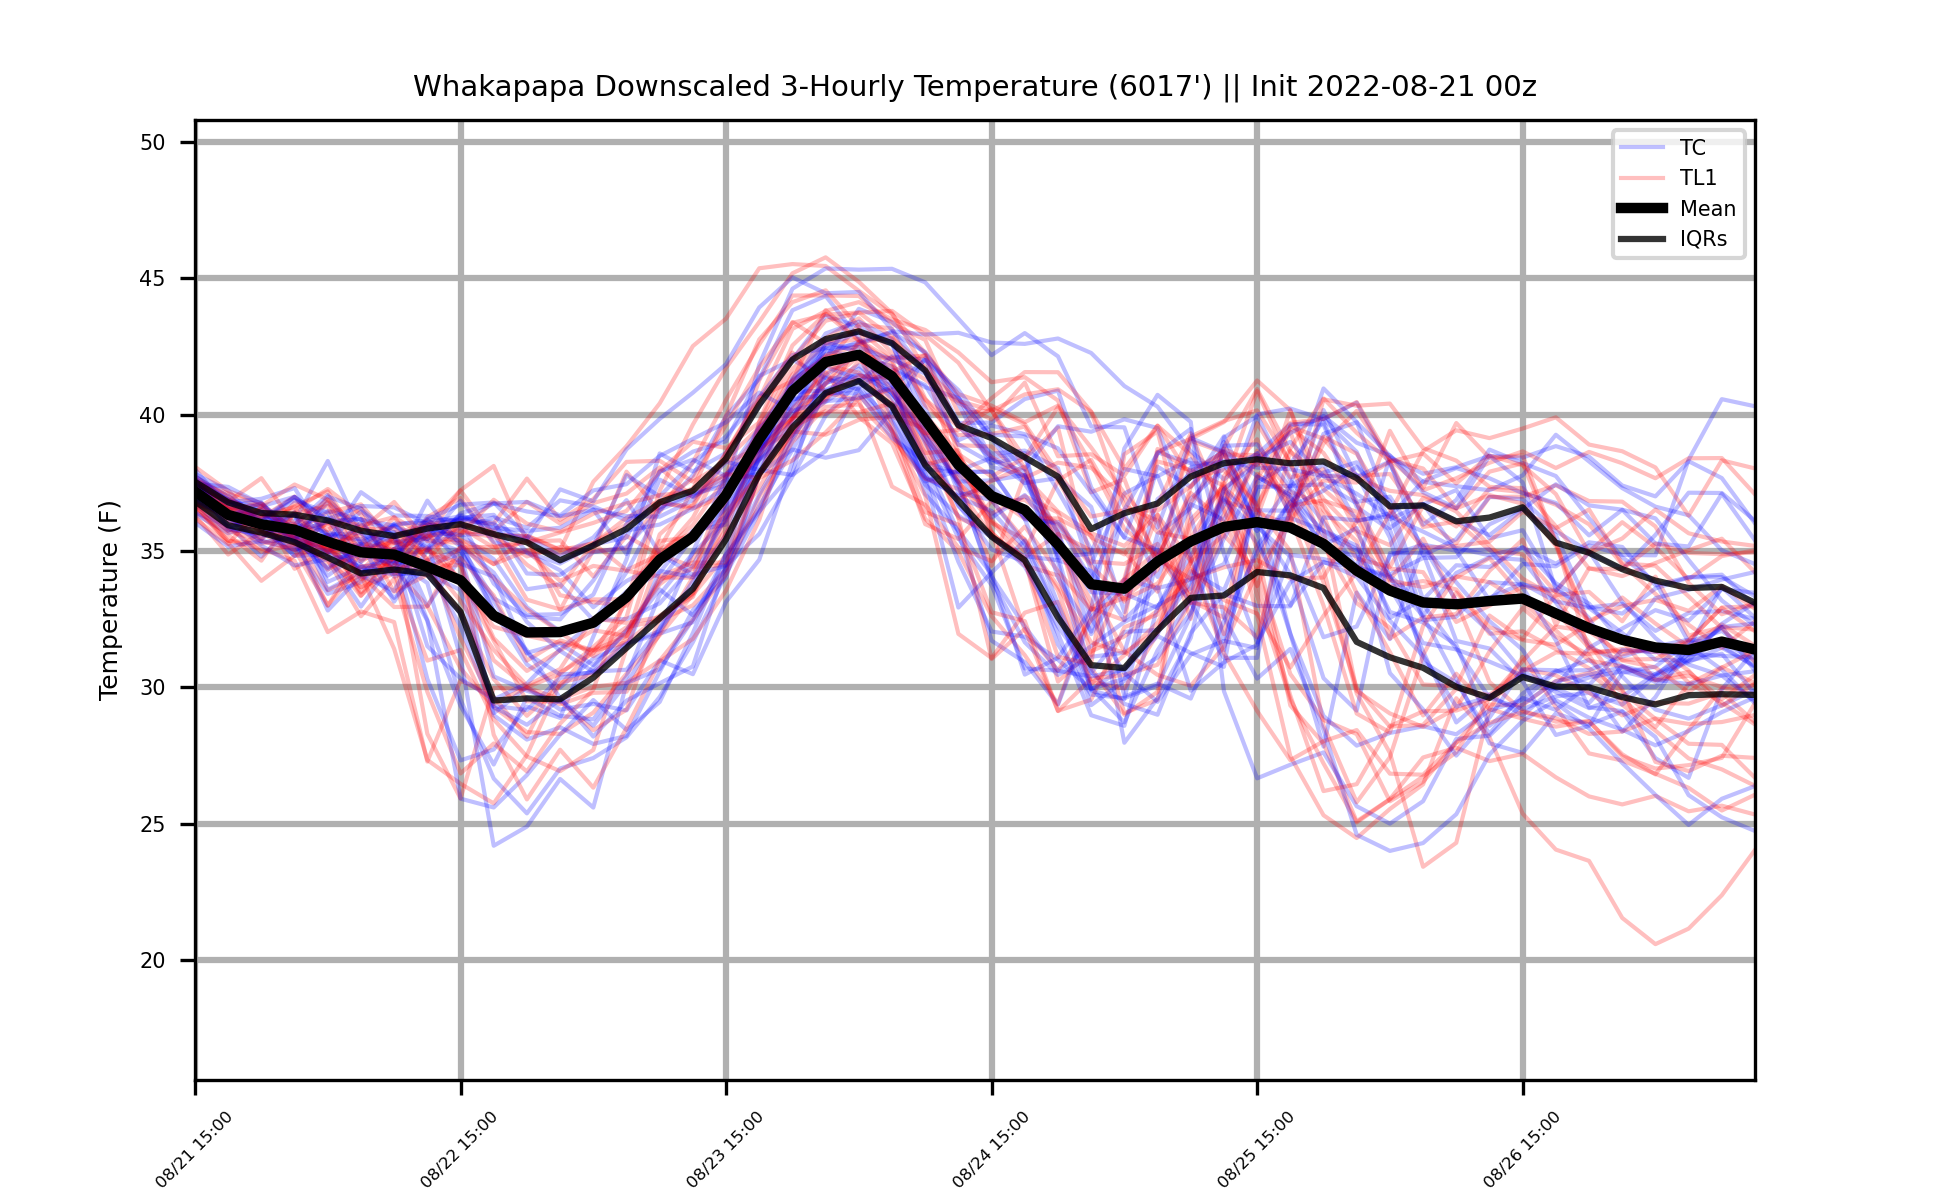 Whakapapa Downscaled 3-Hourly Temperature (6017') || Init 2022-08-21 00z
50
45
40
35
30
25
20
Temperature (F)
TC
TL1
Mean
IQRs
08/21 15:00
08/22 15:00
08/23 15:00
08/24 15:00
08/25 15:00
08/26 15:00